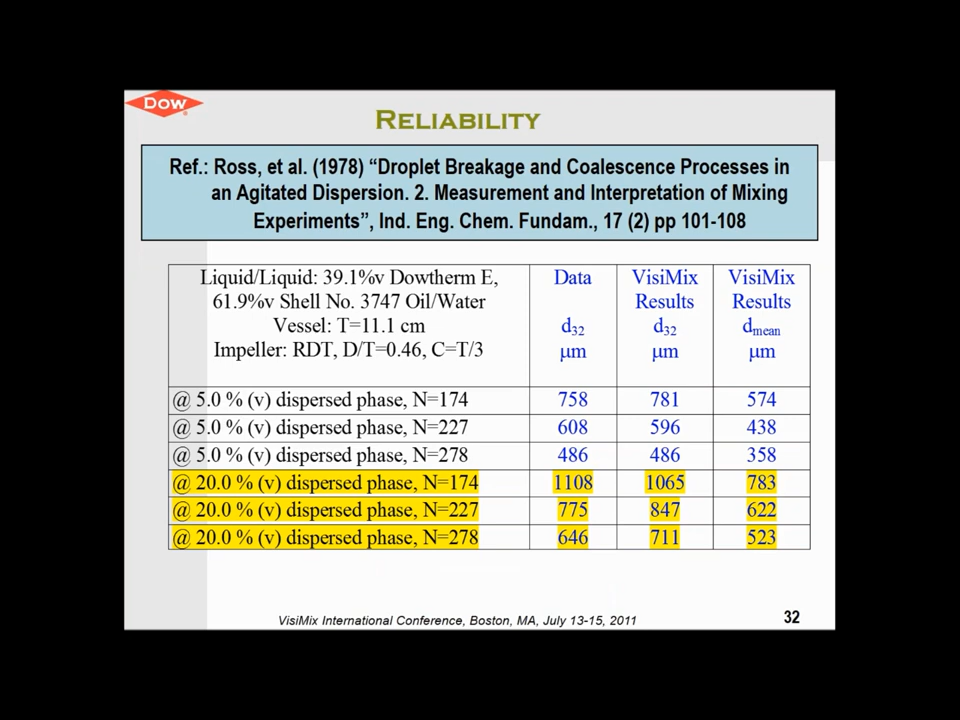 Dow
Reliability
Ref.: Ross, et al. (1978) “Droplet Breakage and Coalescence Processes in
an Agitated Dispersion. 2. Measurement and Interpretation of Mixing
Experiments”, Ind. Eng. Chem. Fundam., 17 (2) pp 101-108
Liquid/Liquid: 39.1%v Dowtherm E, Data VisiMix VisiMix
61.9%v Shell No. 3747 Oil/Water Results Results
Vessel: T=11.1 cm d32 d32 dmean
Impeller: RDT, D/T=0.46, C=T/3 μm μm μm
@ 5.0 % (v) dispersed phase, N=174 758 781 574
@ 5.0 % (v) dispersed phase, N=227 608 596 438
@ 5.0 % (v) dispersed phase, N=278 486 486 358
@ 20.0 % (v) dispersed phase, N=174 1108 1065 783
@ 20.0 % (v) dispersed phase, N=227 775 847 622
@ 20.0 % (v) dispersed phase, N=278 646 711 523
VisiMix International Conference, Boston, MA, July 13-15, 2011
32